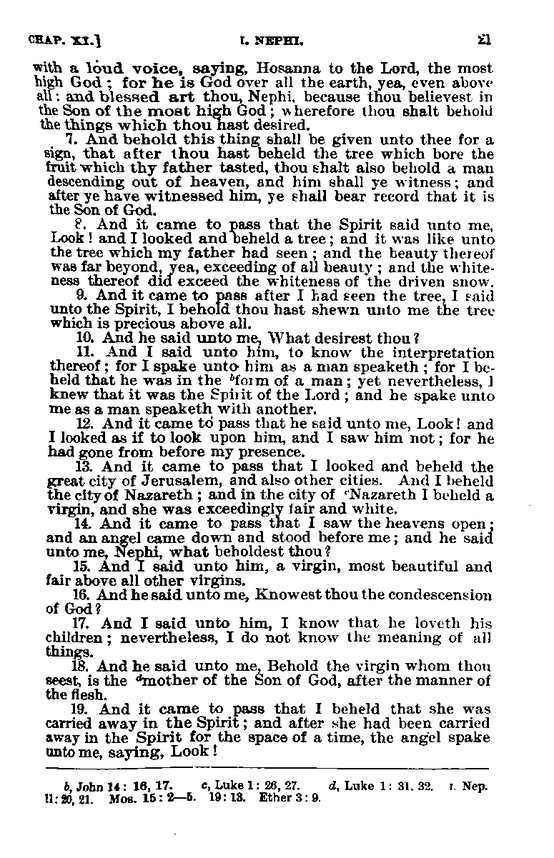 CHAP. XI.] I. NEPHI. 21
with a loud voice, saying, Hosanna to the Lord, the most
high God; for he is God over all the earth, yea, even above
all: and blessed art thou, Nephi, because thou believest in
the Son of the most high God; wherefore thou shalt behold
the things which thou hast desired.
7. And behold this thing shall be given unto thee for a
sign, that after thou hast beheld the tree which bore the
fruit which thy father tasted, thou shalt also behold a man
descending out of heaven, and him shall ye witness; and
after ye have witnessed him, ye shall bear record that it is
the Son of God.
8. And it came to pass that the Spirit said unto me,
Look! and I looked and beheld a tree; and it was like unto
the tree which my father had seen; and the beauty thereof
was far beyond, yea, exceeding of all beauty; and the white-
ness thereof did exceed the whiteness of the driven snow.
9. And it came to pass after I had seen the tree, I said
unto the Spirit, I behold thou hast shewn unto me the tree
which is precious above all.
10. And he said unto me, What desirest thou?
11. And I said unto him, to know the interpretation
thereof; for I spake unto him as a man speaketh; for I be-
held that he was in the bform of a man; yet nevertheless, I
knew that it was the Spirit of the Lord; and he spake unto
me as a man speaketh with another.
12. And it came to pass that he said unto me, Look! and
I looked as if to look upon him, and I saw him not; for he
had gone from before my presence.
13. And it came to pass that I looked and beheld the
great city of Jerusalem, and also other cities. And I beheld
the city of Nazareth; and in the city of cNazareth I beheld a
virgin, and she was exceedingly fair and white.
14. And it came to pass that I saw the heavens open;
and an angel came down and stood before me; and he said
unto me, Nephi, what beholdest thou?
15. And I said unto him, a virgin, most beautiful and
fair above all other virgins.
16. And he said unto me, Knowest thou the condescension
of God?
17. And I said unto him, I know that he loveth his
children; nevertheless, I do not know the meaning of all
things.
18. And he said unto me, Behold the virgin whom thou
seest, is the dmother of the Son of God, after the manner of
the flesh.
19. And it came to pass that I beheld that she was
carried away in the Spirit; and after she had been carried
away in the Spirit for the space of a time, the angel spake
unto me, saying, Look!
b, John 14: 16, 17. c, Luke 1: 26, 27. d, Luke 1: 31. 32. I. Nep.
11: 20, 21. Mos. 15: 2—5. 19: 13. Ether 3: 9.